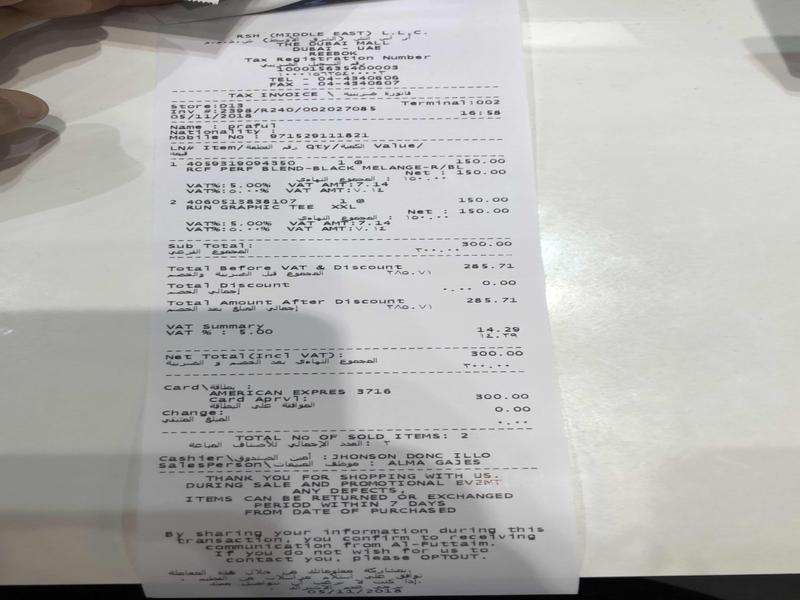 RSH (MIDDLE EAST) L.L.C.
THE DUBAI MALL
DUBAI - UAE
REEBOK
Tax Registration Number
100015635400003
TEL - 04-4340606
FAX - 04-4340607
TAX INVOICE \ فاتورة ضريبية
Store:D13 Terminal:002
Inv #:2398/R240/002027085
05/11/2018 16:58
Name : praful
Nationality :
Mobile No : 971529111821
LN# Item/رقم القطعة Qty/الكمية Value/
قيمة
1 4059319094350 1 @ 150.00
RCF PERF BLEND-BLACK MELANGE-R/BL
Net : 150.00
المجموع النهائي : ١٥٠.٠٠
VAT%:5.00% VAT AMT:7.14
VAT%:٥.٠٠% VAT AMT:٧.١٤
2 4060513838107 1 @ 150.00
RUN GRAPHIC TEE XXL
Net : 150.00
المجموع النهائي : ١٥٠.٠٠
VAT%:5.00% VAT AMT:7.14
VAT%:٥.٠٠% VAT AMT:٧.١٤
Sub Total: 300.00
المجموع الفرعي ٣٠٠.٠٠
Total Before VAT & Discount 285.71
المجموع قبل الضريبة والخصم ٢٨٥.٧١
Total Discount 0.00
إجمالي الخصم ٠.٠٠
Total Amount After Discount 285.71
إجمالي المبلغ بعد الخصم ٢٨٥.٧١
VAT Summary 14.29
VAT % : 5.00 ١٤.٢٩
Net Total(Incl VAT): 300.00
المجموع النهائي بعد الخصم و الضريبة ٣٠٠.٠٠
Card\بطاقة:
AMERICAN EXPRES 3716
Card Aprvl: 300.00
الموافقة على البطاقة
Change: 0.00
المبلغ المتبقي ٠.٠٠
TOTAL No OF SOLD ITEMS: 2
العدد الإجمالي للأصناف المباعة: ٢
Cashier\أمين الصندوق :JHONSON DONC ILLO
SalesPerson\موظف المبيعات : ALMA GAJES
THANK YOU FOR SHOPPING WITH US.
DURING SALE AND PROMOTIONAL EVENT
ANY DEFECTS,
ITEMS CAN BE RETURNED OR EXCHANGED
PERIOD WITHIN 7 DAYS
FROM DATE OF PURCHASED
By sharing your information during this
transaction, you confirm to receiving
communication from Al-Futtaim.
If you do not wish for us to
contact you, please OPTOUT.
05/11/2018